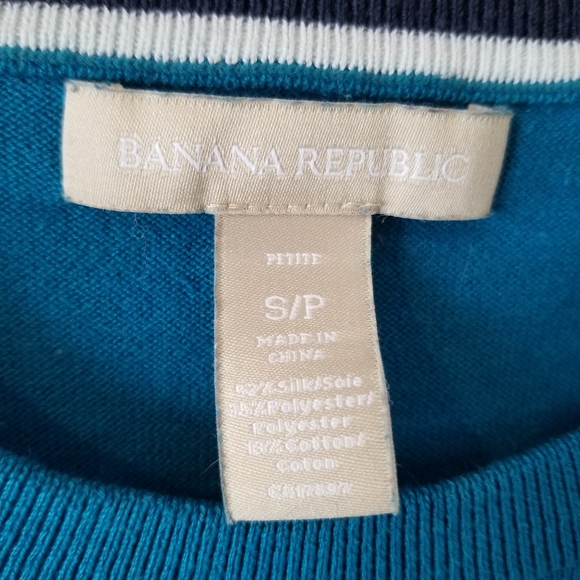 BANANA REPUBLIC
PETITE
S/P
MADE IN
CHINA
52% Silk/Soie
35% Polyester/
Polyester
13% Cotton/
Coton